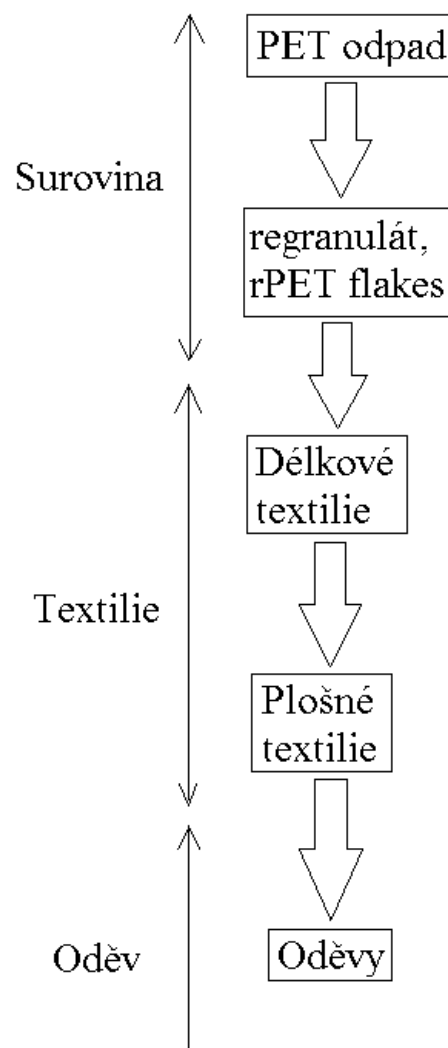 PET odpad
Surovina
regranulát,
rPET flakes
Délkové
textilie
Textilie
Plošné
textilie
Oděv
Oděvy